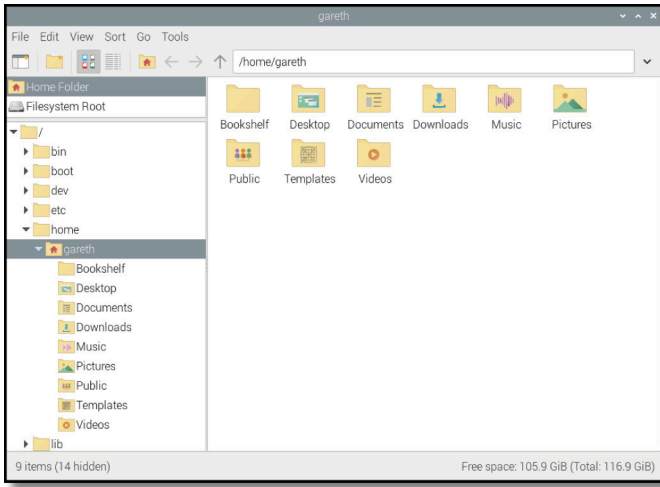 gareth
File Edit View Sort Go Tools
/home/gareth
Home Folder
Filesystem Root
/
bin
boot
dev
etc
home
gareth
Bookshelf
Desktop
Documents
Downloads
Music
Pictures
Public
Templates
Videos
lib
Bookshelf Desktop Documents Downloads Music Pictures
Public Templates Videos
9 items (14 hidden)
Free space: 105.9 GiB (Total: 116.9 GiB)